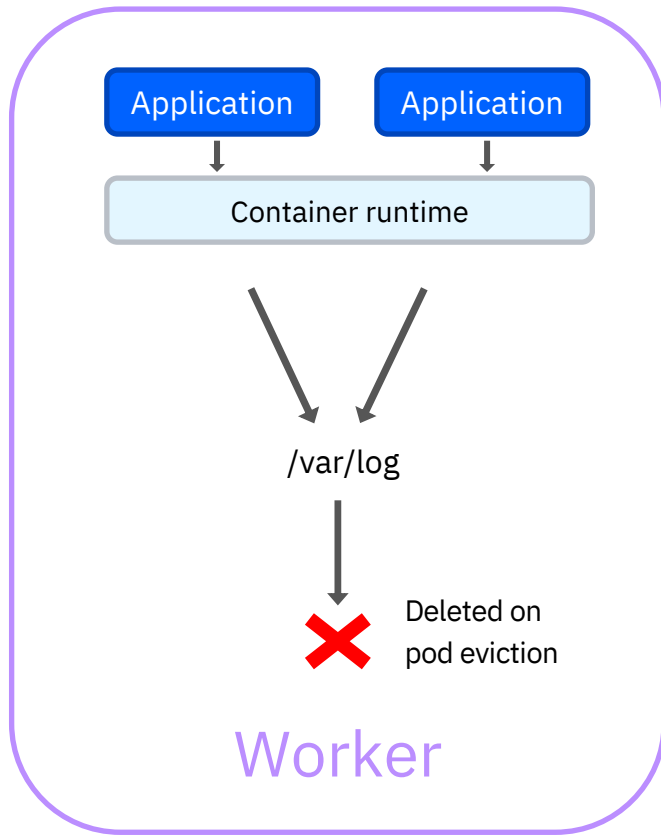 Application
Application
Container runtime
/var/log
Deleted on
pod eviction
Worker